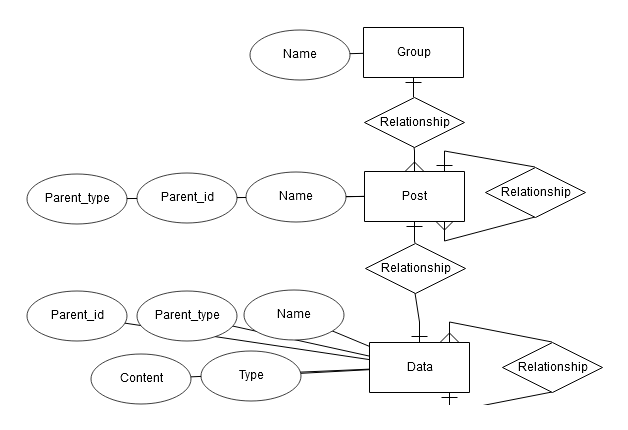 Name
Group
Relationship
Parent_type
Parent_id
Name
Post
Relationship
Relationship
Parent_id
Parent_type
Name
Content
Type
Data
Relationship